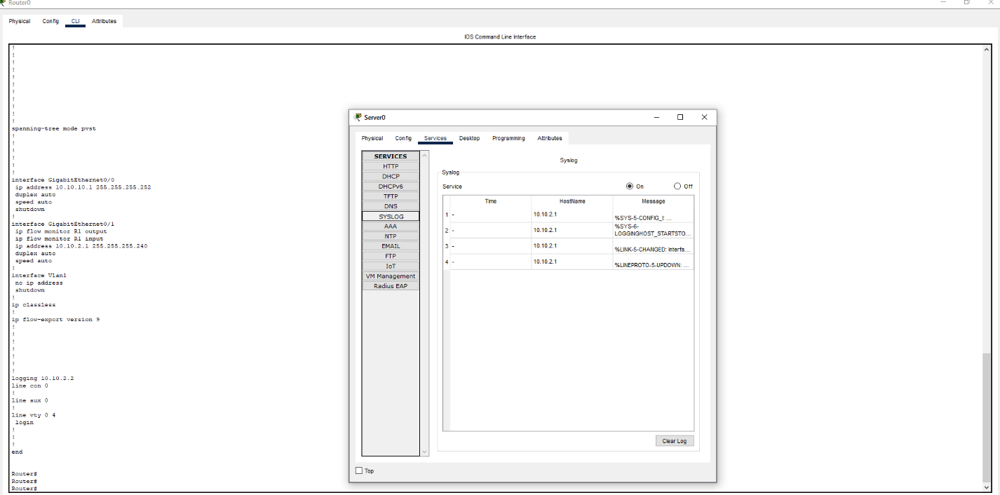 Router0
Physical Config CLI Attributes
IOS Command Line Interface
!
!
!
!
!
!
!
!
!
!
!
spanning-tree mode pvst
!
!
!
!
!
!
interface GigabitEthernet0/0
ip address 10.10.10.1 255.255.255.252
duplex auto
speed auto
shutdown
!
interface GigabitEthernet0/1
ip flow monitor R1 output
ip flow monitor R1 input
ip address 10.10.2.1 255.255.255.240
duplex auto
speed auto
!
interface Vlan1
no ip address
shutdown
!
ip classless
!
ip flow-export version 9
!
!
!
!
!
!
!
logging 10.10.2.2
line con 0
!
line aux 0
!
line vty 0 4
login
!
!
!
end
Router#
Router#
Router#
Server0
Physical Config Services Desktop Programming Attributes
SERVICES
HTTP
DHCP
DHCPv6
TFTP
DNS
SYSLOG
AAA
NTP
EMAIL
FTP
IoT
VM Management
Radius EAP
Syslog
Syslog
Service On Off
Time HostName Message
1 - 10.10.2.1 %SYS-5-CONFIG_I: ...
2 - 10.10.2.1 %SYS-6-
LOGGINGHOST_STARTSTO...
3 - 10.10.2.1 %LINK-5-CHANGED: Interfa...
4 - 10.10.2.1 %LINEPROTO-5-UPDOWN: ...
Clear Log
Top